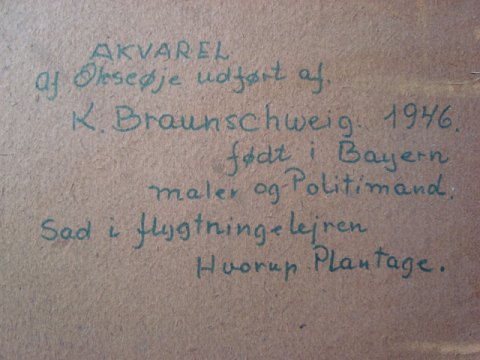 AKVAREL
af Okseøje udført af.
K. Braunschweig. 1946.
født i Bayern
maler og Politimand.
Sad i flygtningelejren
Hvorup Plantage.